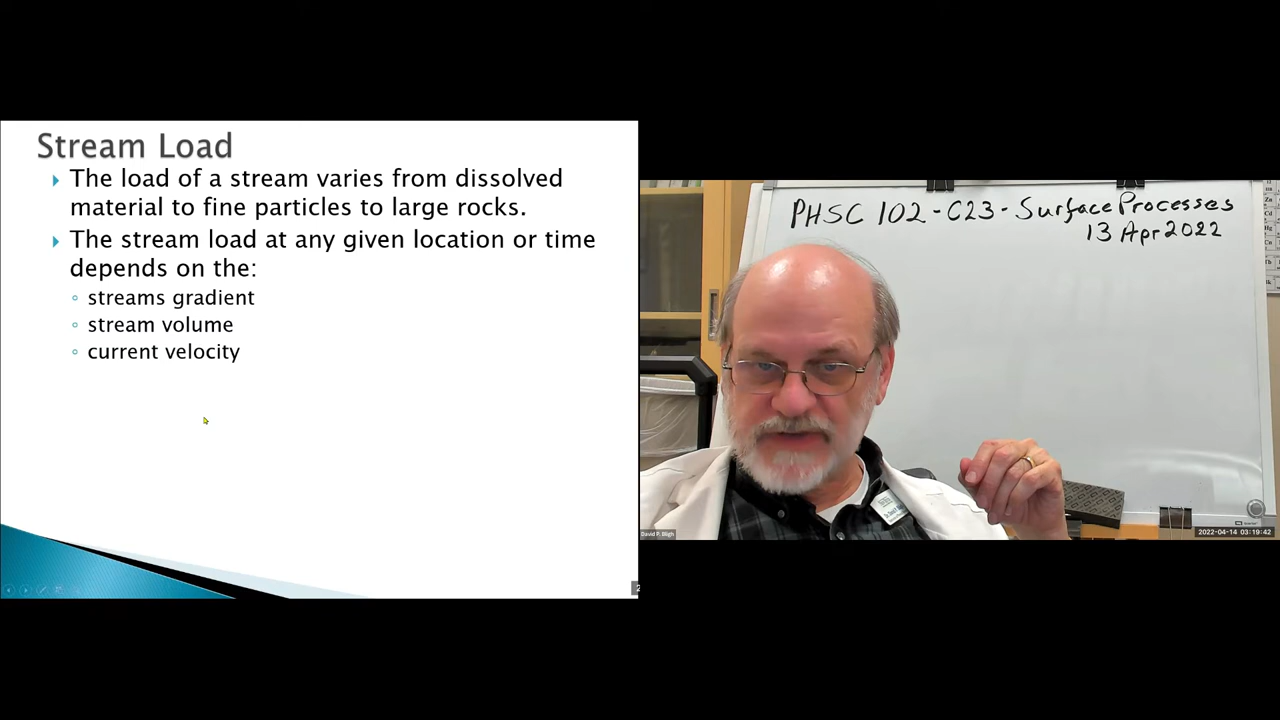 Stream Load
The load of a stream varies from dissolved
material to fine particles to large rocks.
The stream load at any given location or time
depends on the:
streams gradient
stream volume
current velocity
PHSC 102-C23-Surface Processes
13 Apr 2022
David P. Bligh
2022-04-14 03:19:42